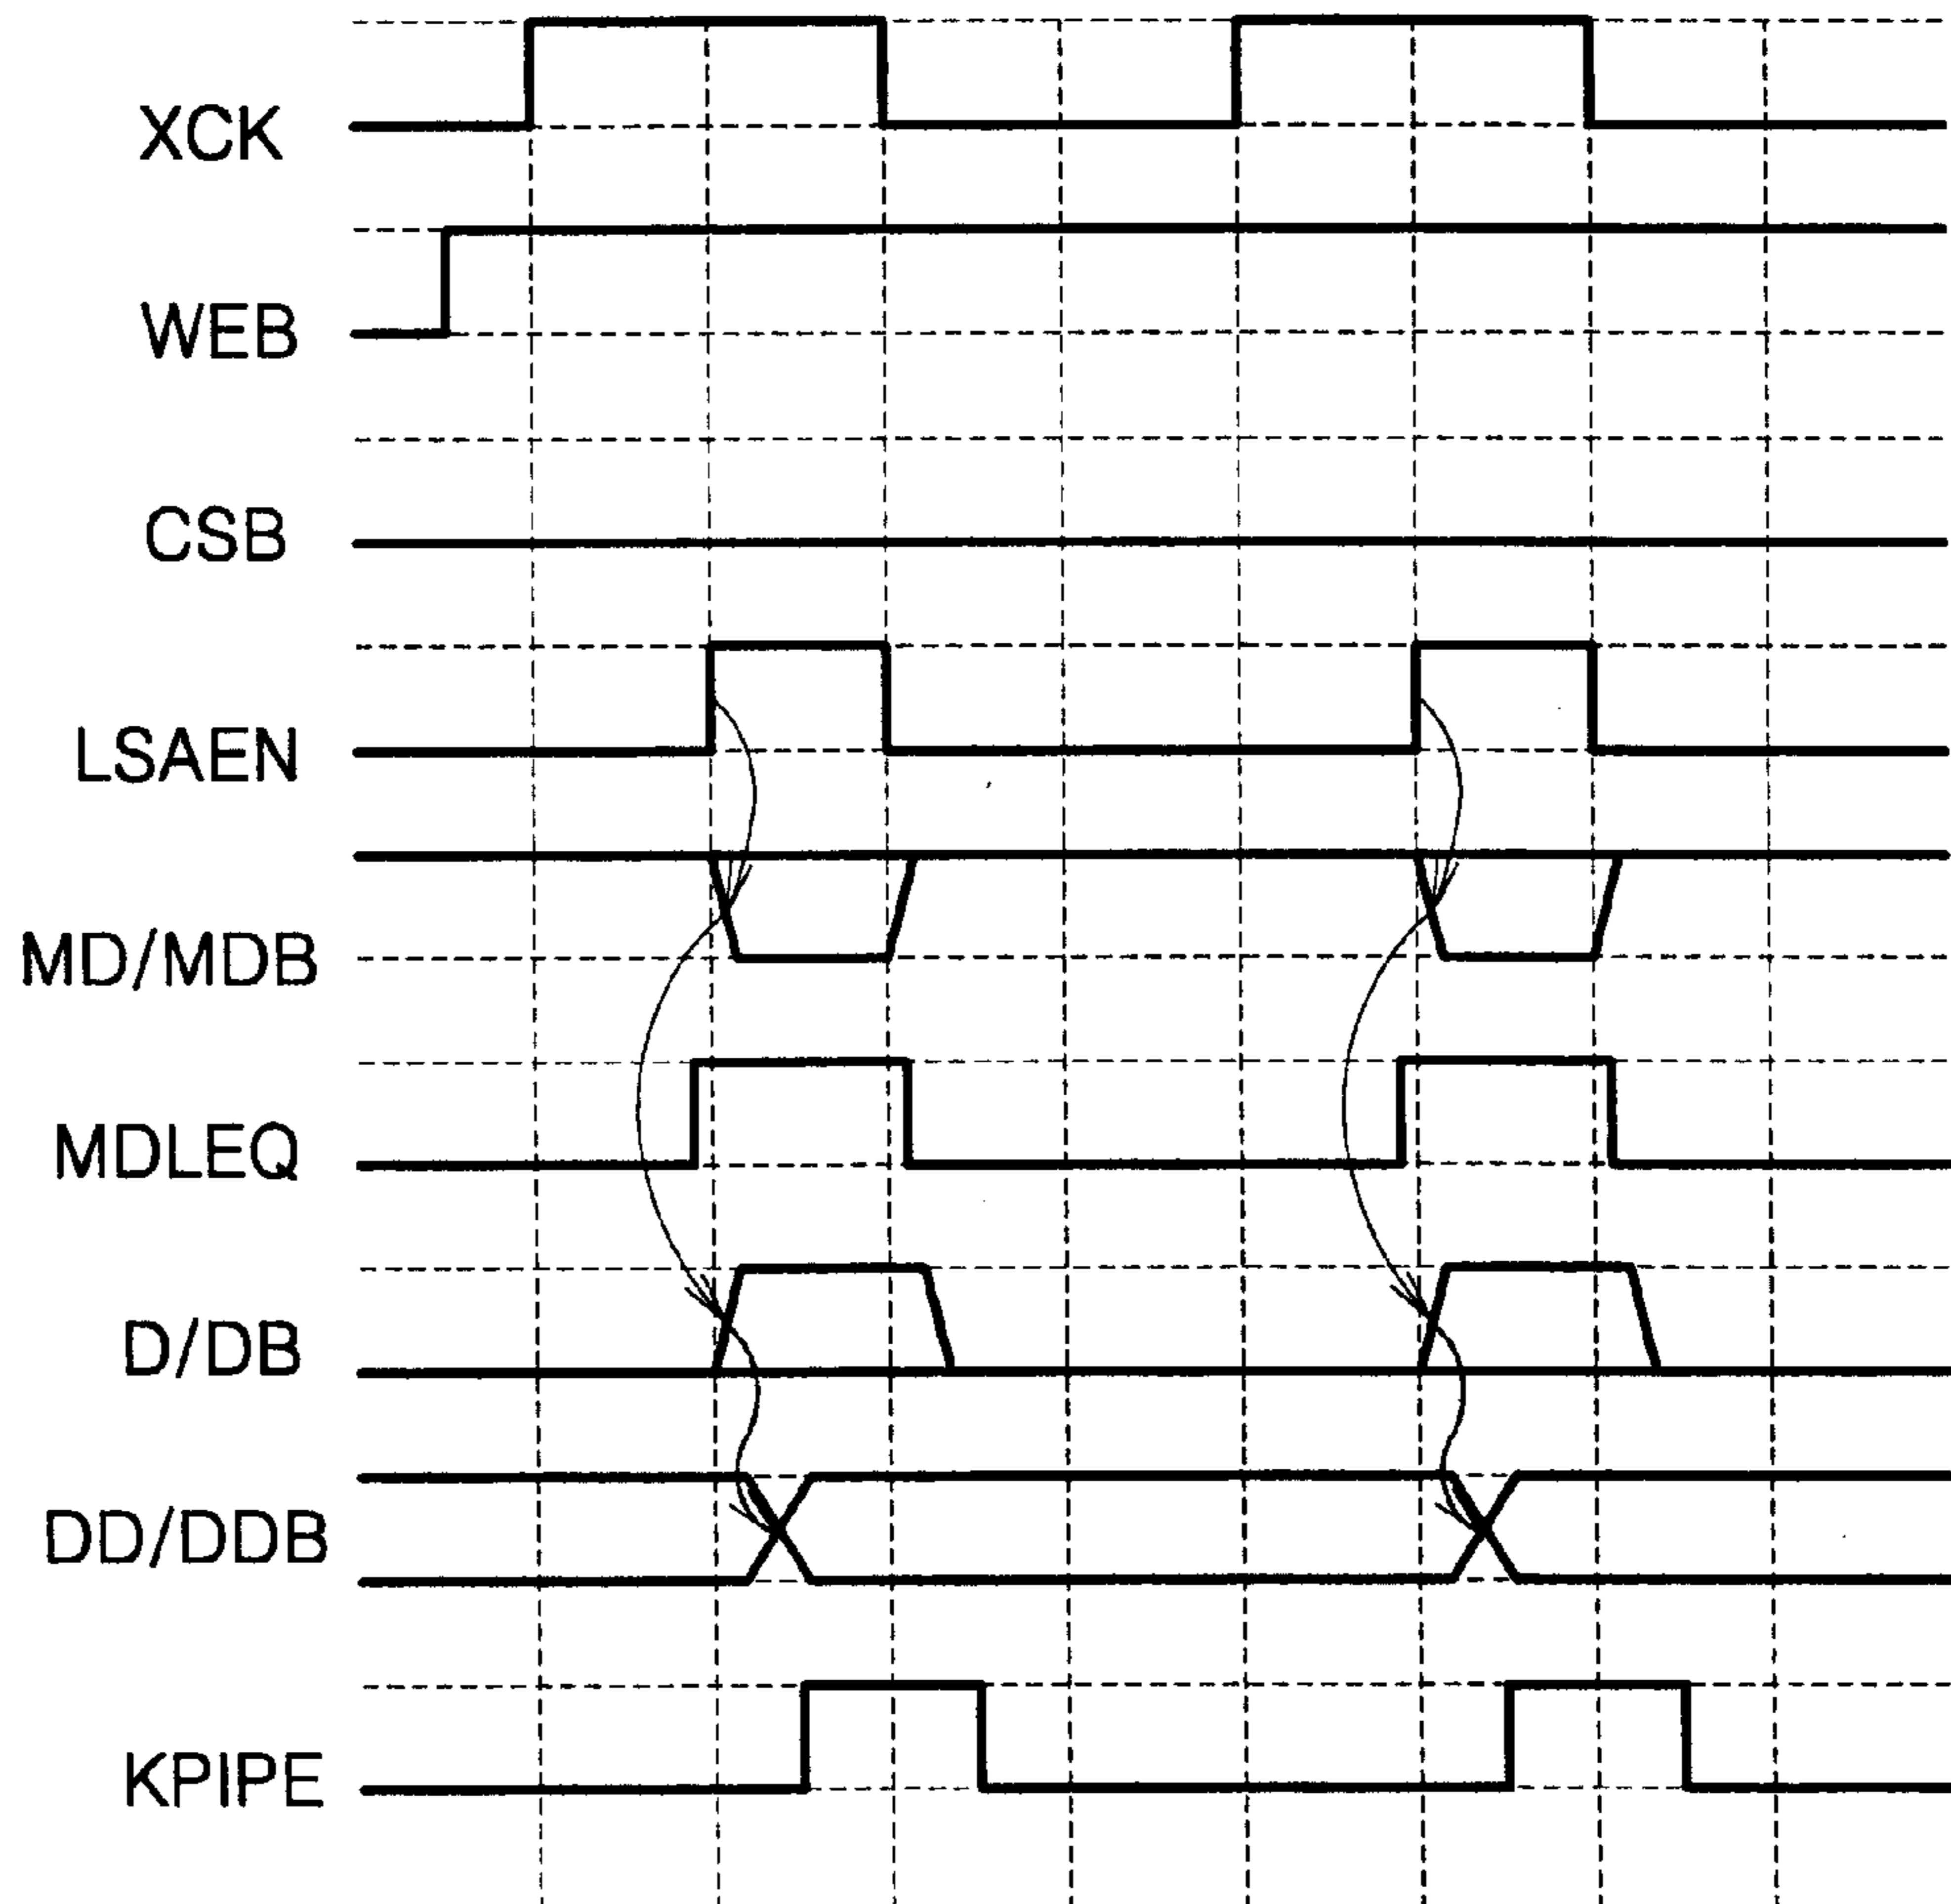 XCK
WEB
CSB
LSAEN
MD/MDB
MDLEQ
D/DB
DD/DDB
KPIPE